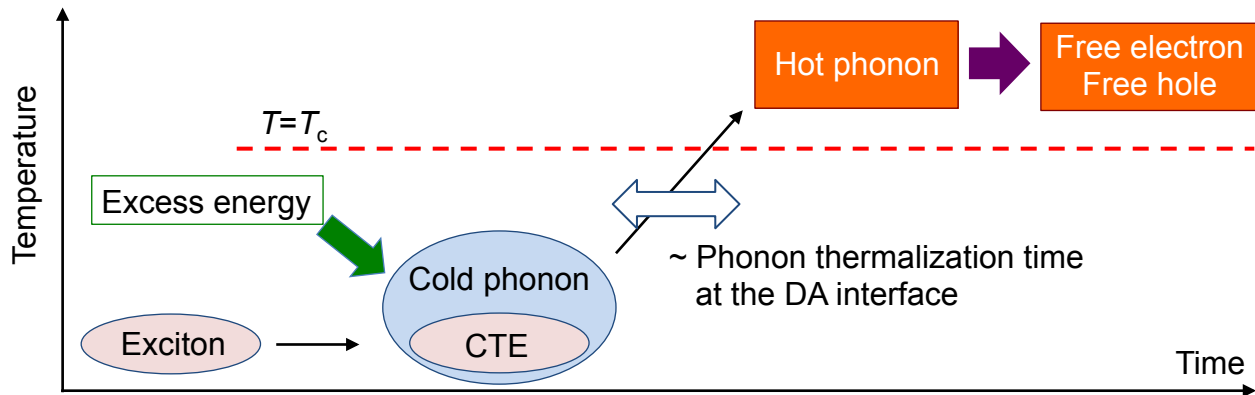 Temperature
Hot phonon
Free electron
Free hole
T=Tc
Excess energy
Cold phonon
~ Phonon thermalization time
at the DA interface
Exciton
CTE
Time